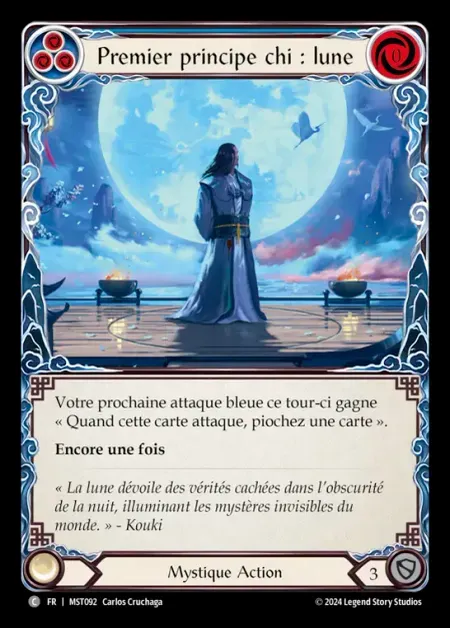 Premier principe chi : lune
0
Votre prochaine attaque bleue ce tour-ci gagne
« Quand cette carte attaque, piochez une carte ».
Encore une fois
« La lune dévoile des vérités cachées dans l'obscurité
de la nuit, illuminant les mystères invisibles du
monde. » - Kouki
Mystique Action
3
C FR | MST092 Carlos Cruchaga
© 2024 Legend Story Studios